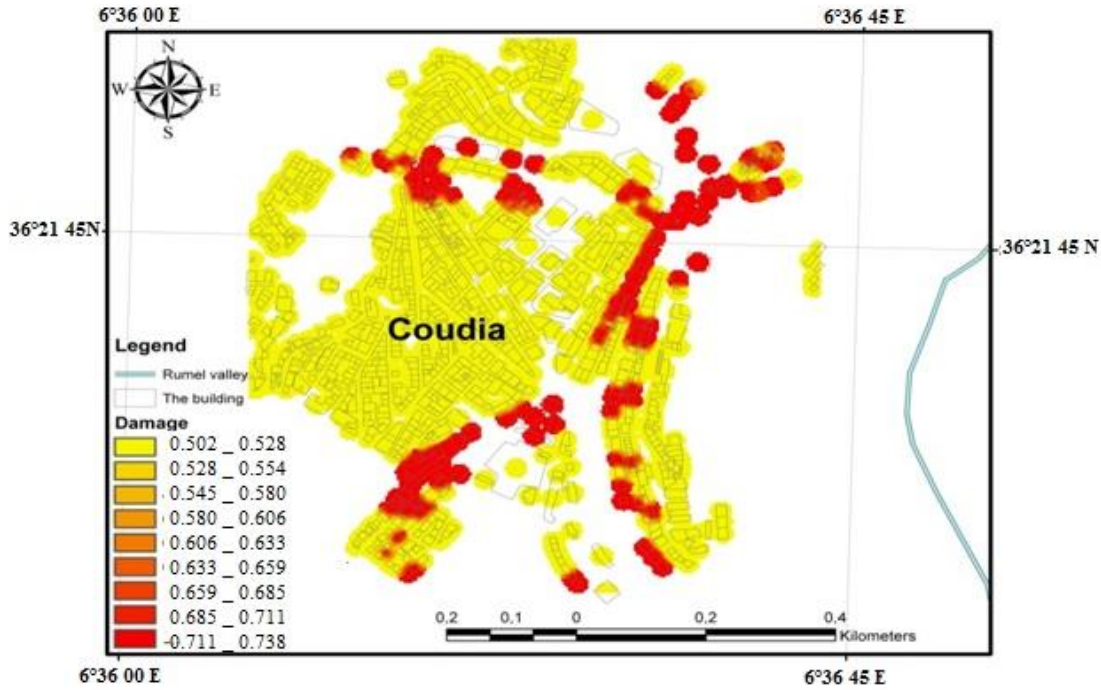 6°36 00 E
6°36 45 E
N
W E
S
36°21 45N
36°21 45 N
Coudia
Legend
Rumel valley
The building
Damage
0.502 _ 0.528
0.528 _ 0.554
0.545 _ 0.580
0.580 _ 0.606
0.606 _ 0.633
0.633 _ 0.659
0.659 _ 0.685
0.685 _ 0.711
0.711 _ 0.738
0.2 0.1 0 0.2 0.4
Kilometers
6°36 00 E
6°36 45 E